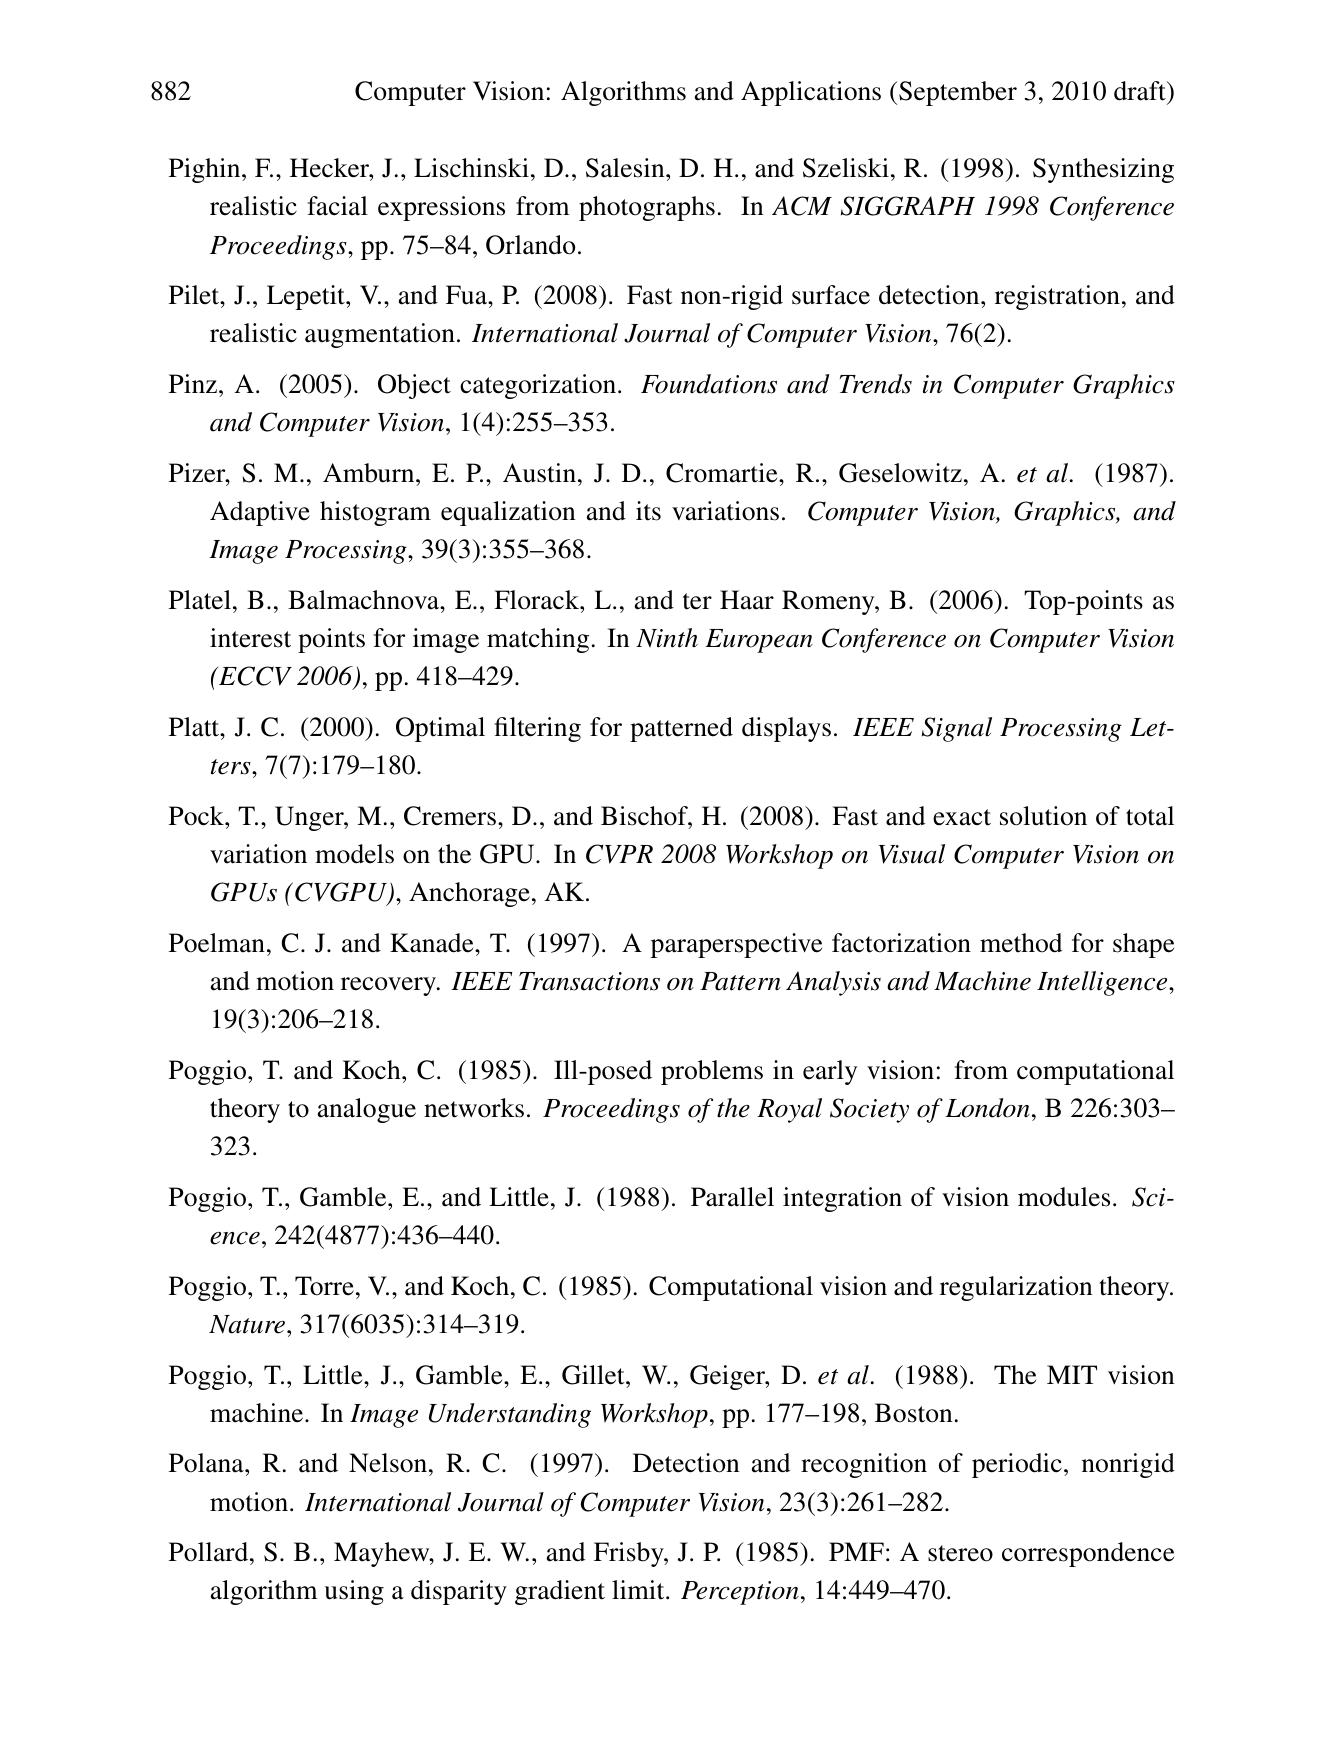 882 Computer Vision: Algorithms and Applications (September 3, 2010 draft)
Pighin, F., Hecker, J., Lischinski, D., Salesin, D. H., and Szeliski, R. (1998). Synthesizing
realistic facial expressions from photographs. In ACM SIGGRAPH 1998 Conference
Proceedings, pp. 75–84, Orlando.
Pilet, J., Lepetit, V., and Fua, P. (2008). Fast non-rigid surface detection, registration, and
realistic augmentation. International Journal of Computer Vision, 76(2).
Pinz, A. (2005). Object categorization. Foundations and Trends in Computer Graphics
and Computer Vision, 1(4):255–353.
Pizer, S. M., Amburn, E. P., Austin, J. D., Cromartie, R., Geselowitz, A. et al. (1987).
Adaptive histogram equalization and its variations. Computer Vision, Graphics, and
Image Processing, 39(3):355–368.
Platel, B., Balmachnova, E., Florack, L., and ter Haar Romeny, B. (2006). Top-points as
interest points for image matching. In Ninth European Conference on Computer Vision
(ECCV 2006), pp. 418–429.
Platt, J. C. (2000). Optimal filtering for patterned displays. IEEE Signal Processing Let-
ters, 7(7):179–180.
Pock, T., Unger, M., Cremers, D., and Bischof, H. (2008). Fast and exact solution of total
variation models on the GPU. In CVPR 2008 Workshop on Visual Computer Vision on
GPUs (CVGPU), Anchorage, AK.
Poelman, C. J. and Kanade, T. (1997). A paraperspective factorization method for shape
and motion recovery. IEEE Transactions on Pattern Analysis and Machine Intelligence,
19(3):206–218.
Poggio, T. and Koch, C. (1985). Ill-posed problems in early vision: from computational
theory to analogue networks. Proceedings of the Royal Society of London, B 226:303–
323.
Poggio, T., Gamble, E., and Little, J. (1988). Parallel integration of vision modules. Sci-
ence, 242(4877):436–440.
Poggio, T., Torre, V., and Koch, C. (1985). Computational vision and regularization theory.
Nature, 317(6035):314–319.
Poggio, T., Little, J., Gamble, E., Gillet, W., Geiger, D. et al. (1988). The MIT vision
machine. In Image Understanding Workshop, pp. 177–198, Boston.
Polana, R. and Nelson, R. C. (1997). Detection and recognition of periodic, nonrigid
motion. International Journal of Computer Vision, 23(3):261–282.
Pollard, S. B., Mayhew, J. E. W., and Frisby, J. P. (1985). PMF: A stereo correspondence
algorithm using a disparity gradient limit. Perception, 14:449–470.